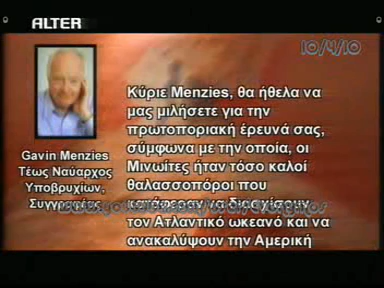 ALTER
10/4/10
Κύριε Menzies, θα ήθελα να
μας μιλήσετε για την
πρωτοποριακή έρευνά σας,
σύμφωνα με την οποία, οι
Μινωίτες ήταν τόσο καλοί
θαλασσοπόροι που
κατάφεραν να διασχίσουν
τον Ατλαντικό ωκεανό και να
ανακαλύψουν την Αμερική
Gavin Menzies
Τέως Ναύαρχος
Υποβρυχίων,
Συγγραφέας